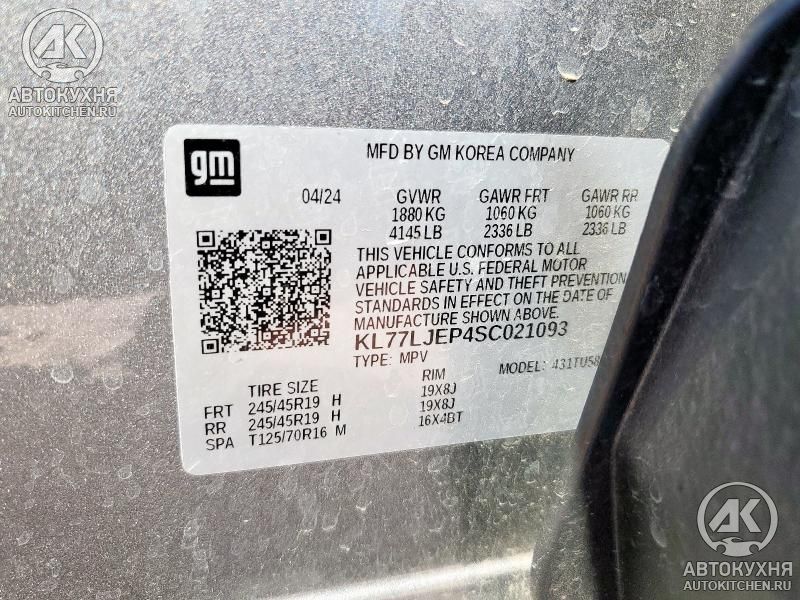 АК
АВТОКУХНЯ
AUTOKITCHEN.RU
gm
MFD BY GM KOREA COMPANY
04/24 GVWR GAWR FRT GAWR RR
1880 KG 1060 KG 1060 KG
4145 LB 2336 LB 2336 LB
THIS VEHICLE CONFORMS TO ALL
APPLICABLE U.S. FEDERAL MOTOR
VEHICLE SAFETY AND THEFT PREVENTION
STANDARDS IN EFFECT ON THE DATE OF
MANUFACTURE SHOWN ABOVE.
KL77LJEP4SC021093
TYPE: MPV
TIRE SIZE RIM
FRT 245/45R19 H 19X8J
RR 245/45R19 H 19X8J
SPA T125/70R16 M 16X4BT
АК
АВТОКУХНЯ
AUTOKITCHEN.RU